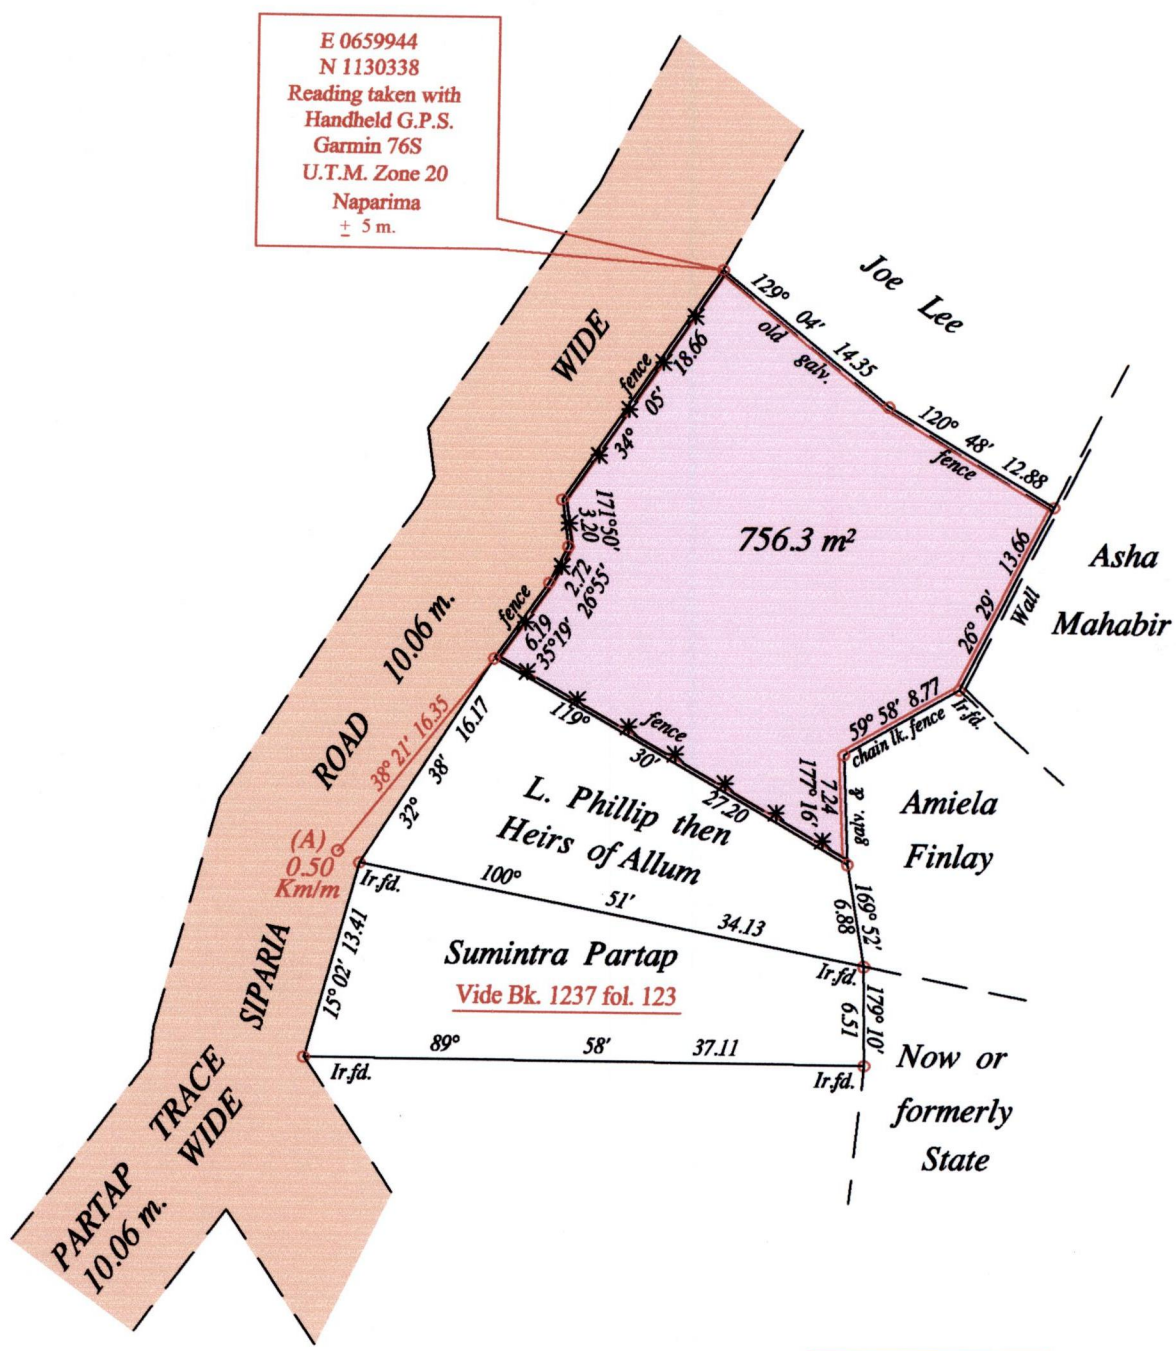 E 0659944
N 1130338
Reading taken with
Handheld G.P.S.
Garmin 76S
U.T.M. Zone 20
Naparima
± 5 m.
Joe Lee
129° 04' 14.35
old galv.
120° 48' 12.88
fence
WIDE
fence
34° 05' 18.66
171°50'
3.20
2.72
26°55'
fence
6.19
35°19'
756.3 m²
13.66
26° 29'
Wall
Asha
Mahabir
59° 58' 8.77
chain lk. fence
Ir.fd.
177° 16'
7.24
galv. &
119° 30' 27.20
fence
10.06 m.
ROAD
38° 21' 16.35
32° 38' 16.17
(A)
0.50
Km/m
L. Phillip then
Heirs of Allum
Amiela
Finlay
Ir.fd.
100° 51' 34.13
169° 52'
6.88
15° 02' 13.41
Sumintra Partap
Vide Bk. 1237 fol. 123
Ir.fd.
179° 10'
6.51
SIPARIA
89° 58' 37.11
Ir.fd.
Ir.fd.
Now or
formerly
State
TRACE
WIDE
PARTAP
10.06 m.